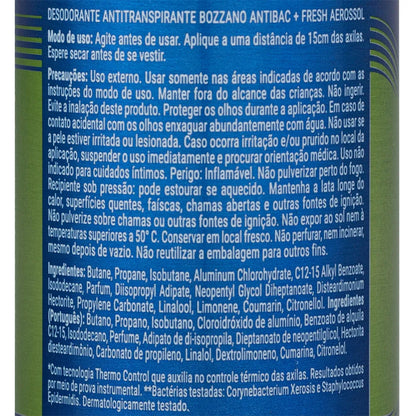 DESODORANTE ANTITRANSPIRANTE BOZZANO ANTIBAC + FRESH AEROSSOL
Modo de uso: Agite antes de usar. Aplique a uma distância de 15cm das axilas.
Espere secar antes de se vestir.
Precauções: Uso externo. Usar somente nas áreas indicadas de acordo com as
instruções do modo de uso. Manter fora do alcance das crianças. Não ingerir.
Evite a inalação deste produto. Proteger os olhos durante a aplicação. Em caso de
contato acidental com os olhos enxaguar abundantemente com água. Não usar se
a pele estiver irritada ou lesionada. Caso ocorra irritação e/ou prurido no local da
aplicação, suspender o uso imediatamente e procurar orientação médica. Uso não
indicado para cuidados íntimos. Perigo: Inflamável. Não pulverizar perto do fogo.
Recipiente sob pressão: pode estourar se aquecido. Mantenha a lata longe do
calor, superfícies quentes, faíscas, chamas abertas e outras fontes de ignição.
Não pulverize sobre chamas ou outras fontes de ignição. Não expor ao sol nem à
temperaturas superiores a 50° C. Conservar em local fresco. Não perfurar, nem incinerar,
mesmo depois de vazio. Não reutilizar a embalagem para outros fins.
Ingredientes: Butane, Propane, Isobutane, Aluminum Chlorohydrate, C12-15 Alkyl Benzoate,
Isododecane, Parfum, Diisopropyl Adipate, Neopentyl Glycol Diheptanoate, Disteardimonium
Hectorite, Propylene Carbonate, Linalool, Limonene, Coumarin, Citronellol. Ingredientes
(Português): Butano, Propano, Isobutano, Cloroidróxido de alumínio, Benzoato de alquila
C12-15, Isododecano, Perfume, Adipato de di-isopropila, Dieptanoato de neopentilglicol, Hectorita
diesteardimônio, Carbonato de propileno, Linalol, Dextrolimoneno, Cumarina, Citronelol.
*Com tecnologia Thermo Control que auxilia no controle térmico das axilas. Resultados obtidos
por meio de prova instrumental. **Bactérias testadas: Corynebacterium Xerosis e Staphylococcus
Epidermidis. Dermatologicamente testado.